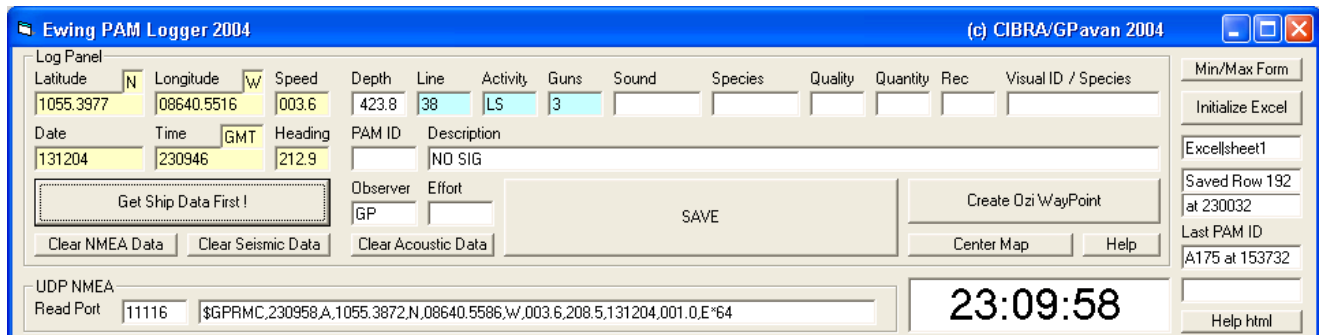 Ewing PAM Logger 2004 (c) CIBRA/GPavan 2004
Log Panel
Latitude N Longitude W Speed Depth Line Activity Guns Sound Species Quality Quantity Rec Visual ID / Species Min/Max Form
1055.3977 08640.5516 003.6 423.8 38 LS 3 Initialize Excel
Date Time GMT Heading PAM ID Description
131204 230946 212.9 NO SIG Excel|sheet1
Get Ship Data First ! Observer Effort SAVE Create Ozi WayPoint Saved Row 192
GP at 230032
Clear NMEA Data Clear Seismic Data Clear Acoustic Data Center Map Help Last PAM ID
A175 at 153732
UDP NMEA
Read Port 11116 $GPRMC,230958,A,1055.3872,N,08640.5586,W,003.6,208.5,131204,001.0,E*64 23:09:58 Help html